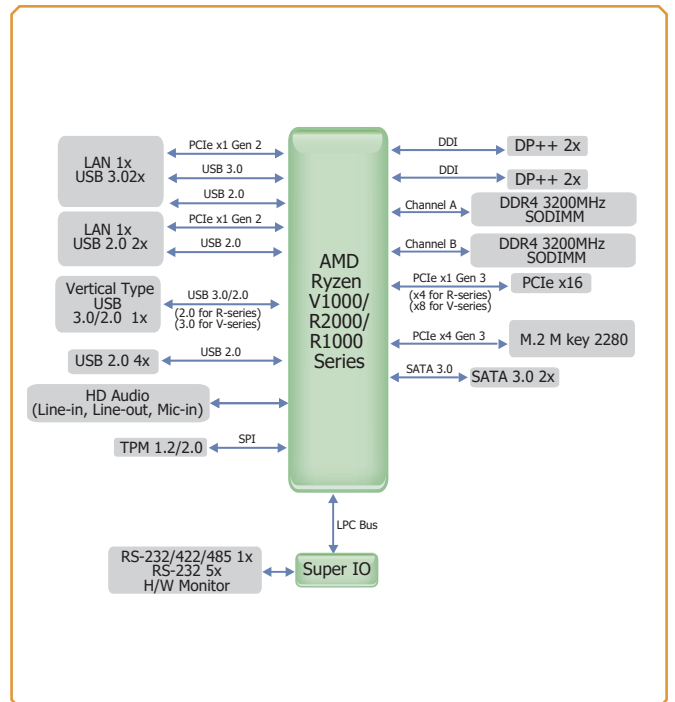 LAN 1x
USB 3.02x
PCIe x1 Gen 2
USB 3.0
USB 2.0
LAN 1x
USB 2.0 2x
PCIe x1 Gen 2
USB 2.0
Vertical Type
USB
3.0/2.0 1x
USB 3.0/2.0
(2.0 for R-series)
(3.0 for V-series)
USB 2.0 4x
USB 2.0
HD Audio
(Line-in, Line-out, Mic-in)
TPM 1.2/2.0
SPI
AMD
Ryzen
V1000/
R2000/
R1000
Series
DDI
DP++ 2x
DDI
DP++ 2x
Channel A
DDR4 3200MHz
SODIMM
Channel B
DDR4 3200MHz
SODIMM
PCIe x1 Gen 3
(x4 for R-series)
(x8 for V-series)
PCIe x16
PCIe x4 Gen 3
M.2 M key 2280
SATA 3.0
SATA 3.0 2x
LPC Bus
RS-232/422/485 1x
RS-232 5x
H/W Monitor
Super IO